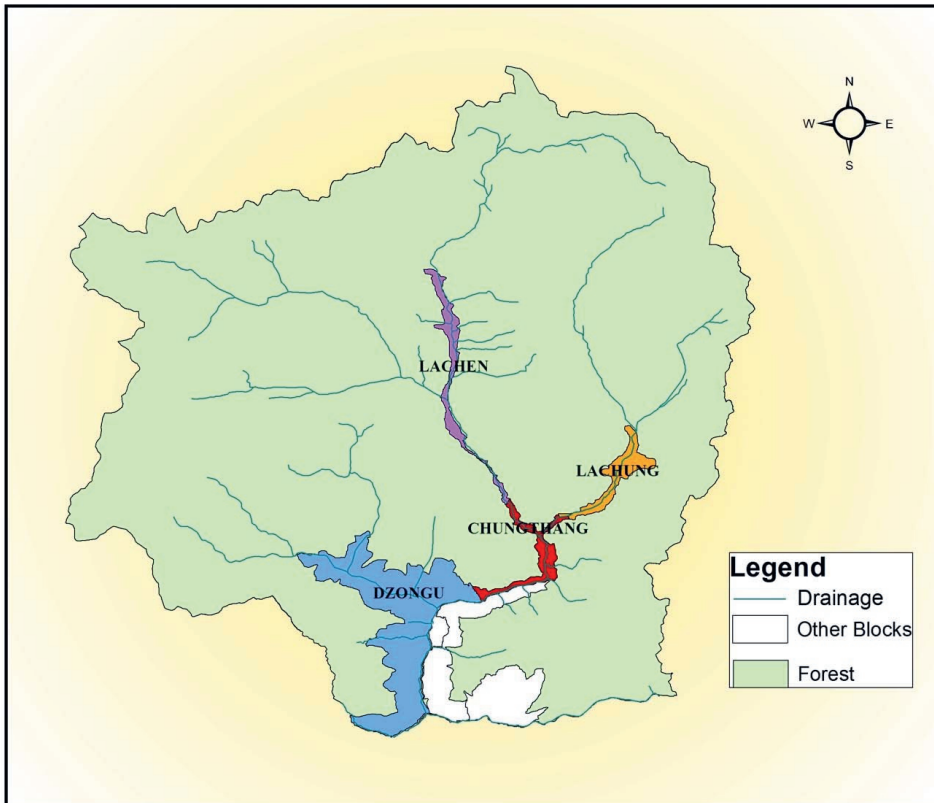 N
W E
S
LACHEN
LACHUNG
CHUNGTHANG
DZONGU
Legend
Drainage
Other Blocks
Forest